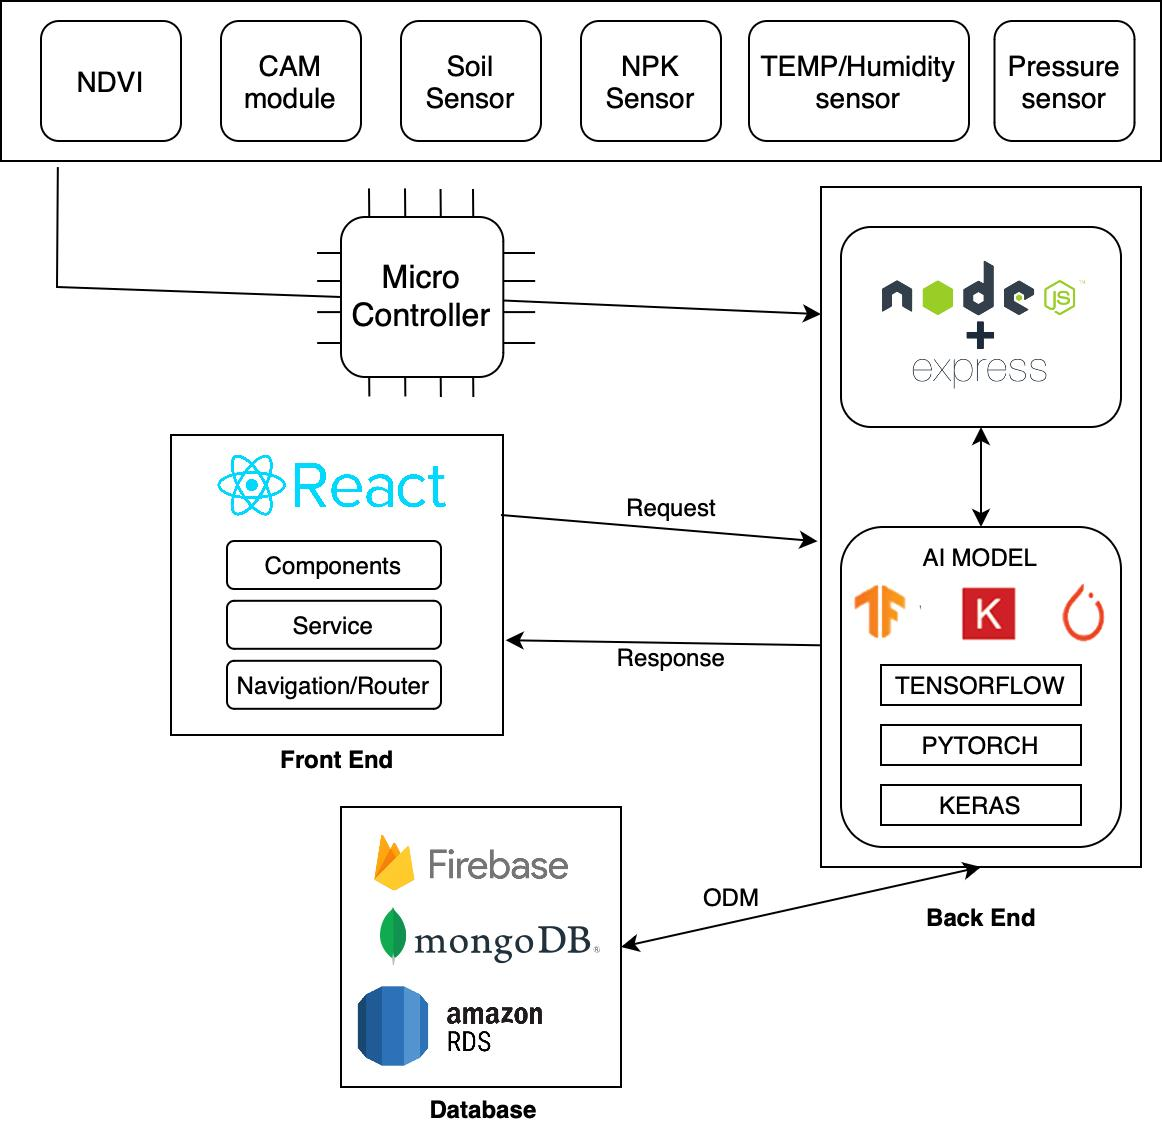 NDVI
CAM
module
Soil
Sensor
NPK
Sensor
TEMP/Humidity
sensor
Pressure
sensor
Micro
Controller
node JS™
+
express
React
Components
Service
Navigation/Router
Front End
Request
Response
AI MODEL
TF
K
TENSORFLOW
PYTORCH
KERAS
Back End
ODM
Firebase
mongoDB®
amazon
RDS
Database